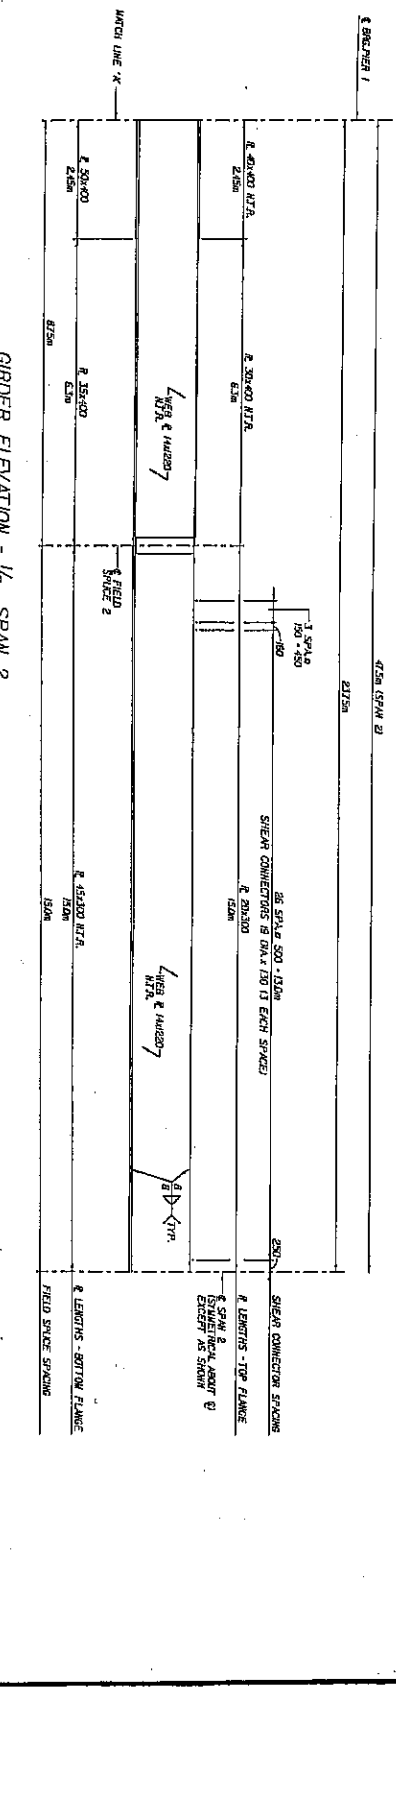 ℄ BRG. PIER 1
MATCH LINE 'X'
47.5m (SPAN 2)
23.75m
3 SPA. @
150 = 450
160
26 SPA. @ 500 = 13.0m
SHEAR CONNECTORS 19 DIA. x 130 (3 EACH SPACE)
250
SHEAR CONNECTOR SPACING
℄ 40x400 N.T.R.
2.45m
℄ 30x400 N.T.R.
6.3m
℄ 20x300
15.0m
℄ LENGTHS - TOP FLANGE
℄ SPAN 2
(SYMMETRICAL ABOUT ℄)
EXCEPT AS SHOWN
WEB ℄ 14x1220
N.T.R.
WEB ℄ 14x1220
N.T.R.
8
8
TYP.
℄ FIELD
SPLICE 2
℄ 50x400
2.45m
℄ 35x400
6.3m
℄ 45x300 N.T.R.
15.0m
℄ LENGTHS - BOTTOM FLANGE
8.75m
15.0m
FIELD SPLICE SPACING
GIRDER ELEVATION - ½ SPAN 2